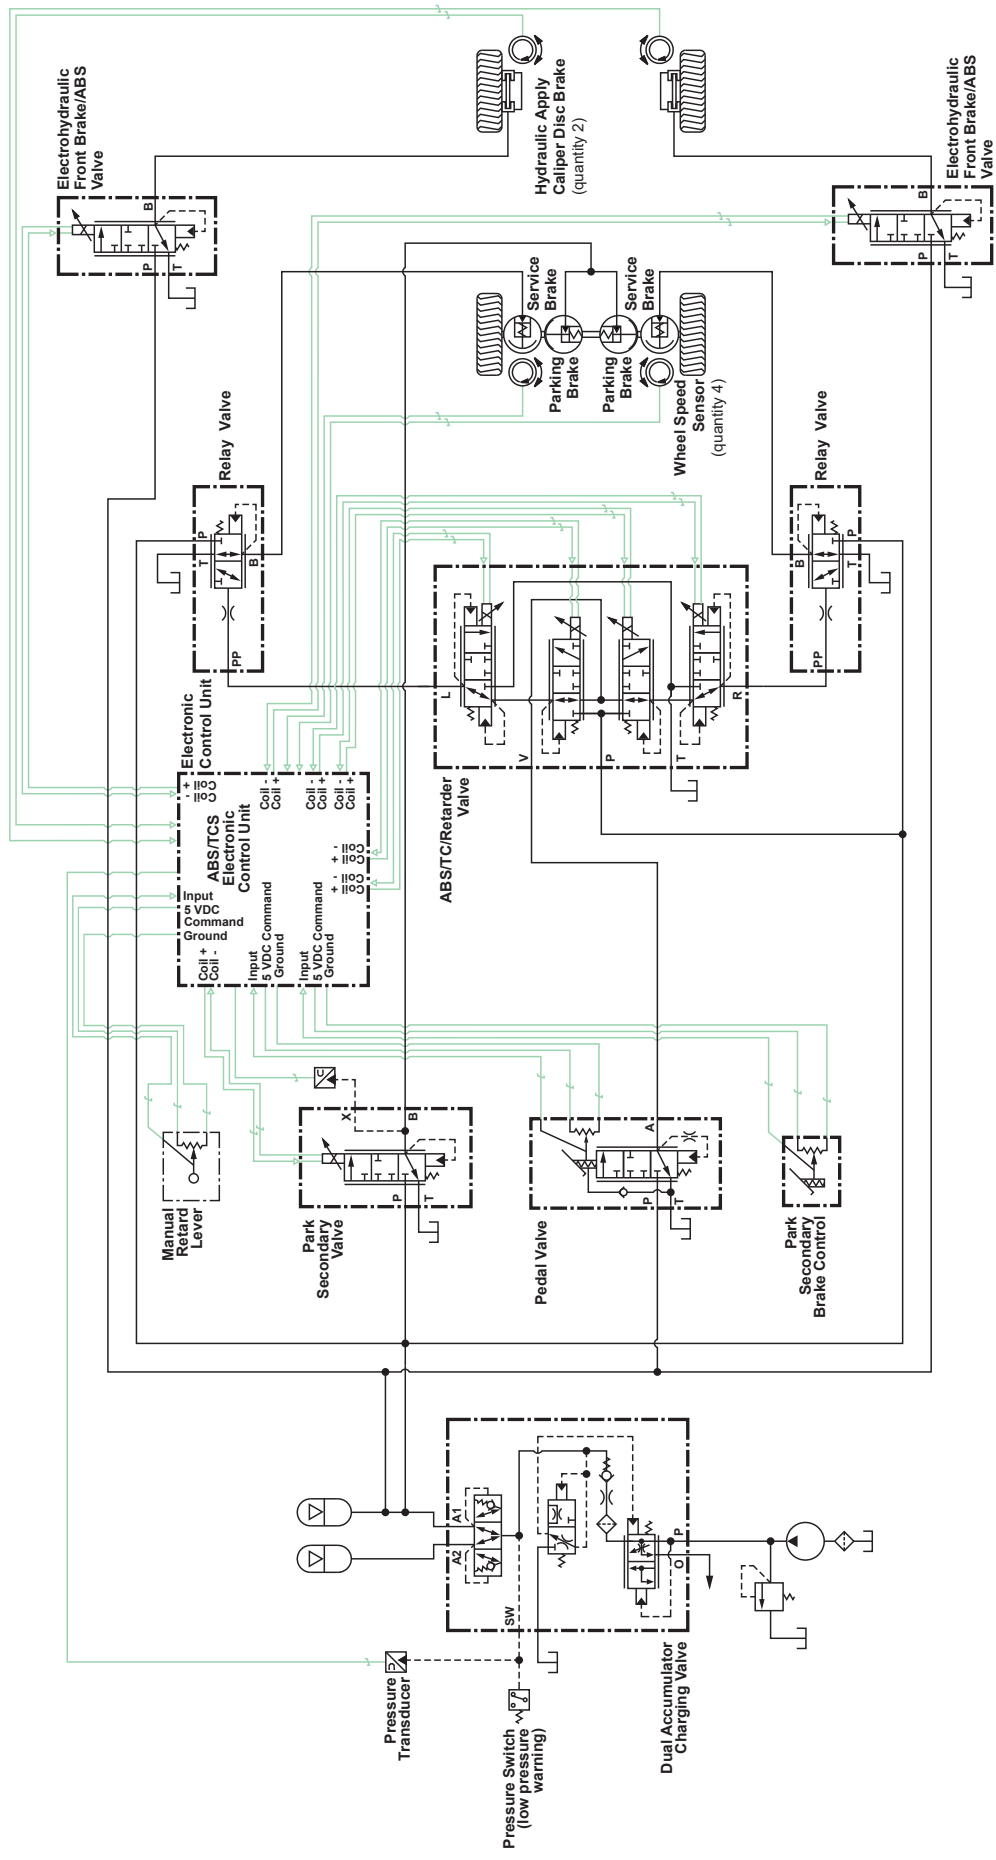 Electrohydraulic
Front Brake/ABS
Valve
B
P
T
Hydraulic Apply
Caliper Disc Brake
(quantity 2)
Electrohydraulic
Front Brake/ABS
Valve
B
P
T
Service
Brake
Service
Brake
Parking
Brake
Parking
Brake
Wheel Speed
Sensor
(quantity 4)
Relay Valve
P
T
B
PP
Relay Valve
P
T
B
PP
L
V
P
T
R
ABS/TC/Retarder
Valve
Electronic
Control Unit
ABS/TCS
Electronic
Control Unit
Coil +
Coil -
Coil -
Coil +
Coil -
Coil +
Coil -
Coil +
Coil -
Coil +
Coil -
Coil +
Input
5 VDC
Command
Ground
Coil +
Coil -
Input
5 VDC Command
Ground
Input
5 VDC Command
Ground
Manual
Retard
Lever
X
B
P
T
Park
Secondary
Valve
A
P
T
Pedal Valve
Park
Secondary
Brake Control
A1
A2
SW
P
O
Pressure
Transducer
Pressure Switch
(low pressure
warning)
Dual Accumulator
Charging Valve